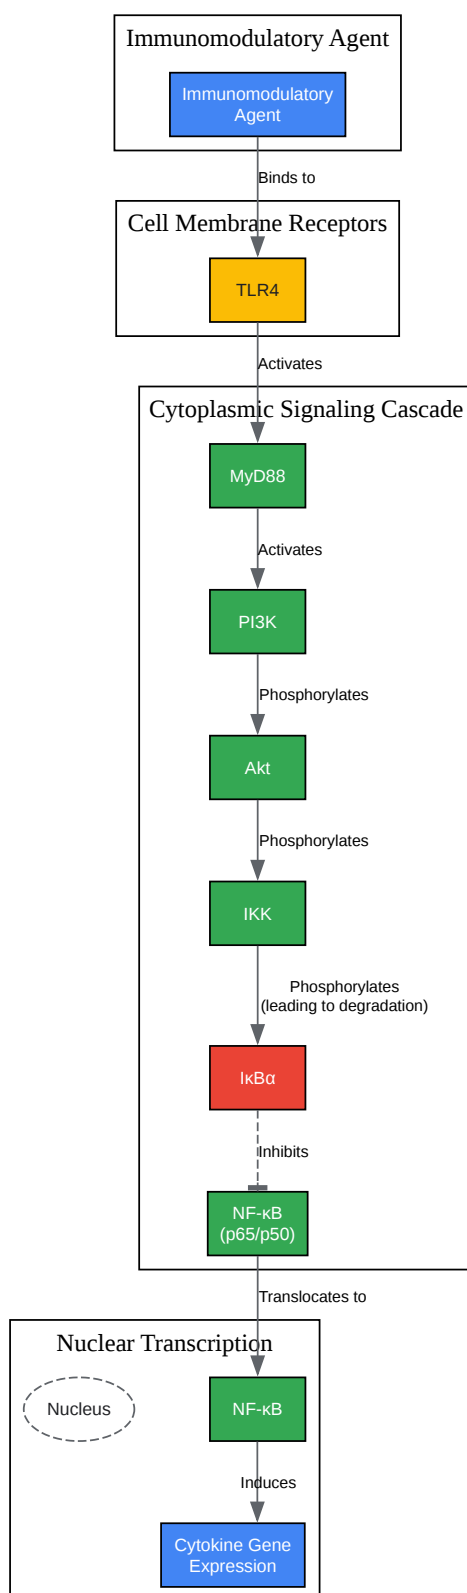 Immunomodulatory Agent
Immunomodulatory
Agent
Binds to
Cell Membrane Receptors
TLR4
Activates
Cytoplasmic Signaling Cascade
MyD88
Activates
PI3K
Phosphorylates
Akt
Phosphorylates
IKK
Phosphorylates
(leading to degradation)
IκBα
Inhibits
NF-κB
(p65/p50)
Translocates to
Nuclear Transcription
Nucleus
NF-κB
Induces
Cytokine Gene
Expression